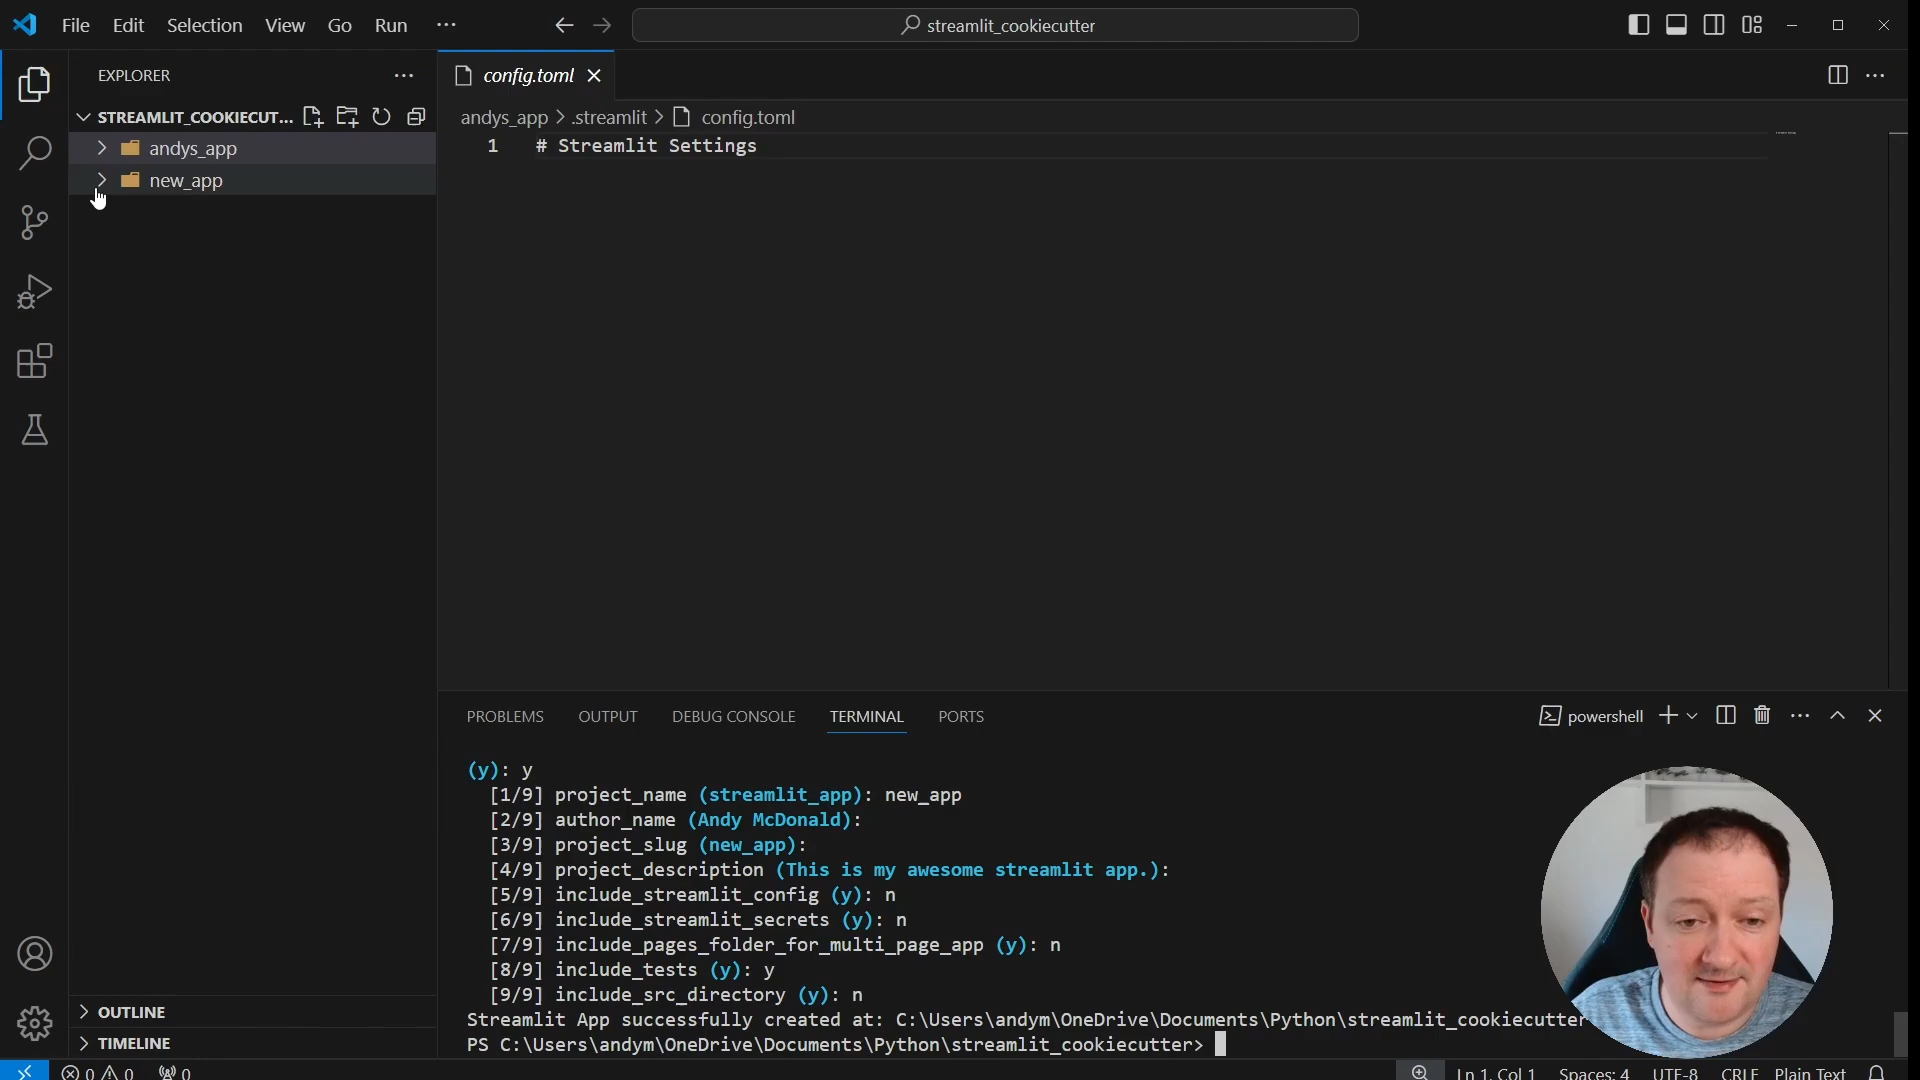 File Edit Selection View Go Run
streamlit_cookiecutter
EXPLORER
STREAMLIT_COOKIECUT...
andys_app
new_app
config.toml
andys_app > .streamlit > config.toml
1 # Streamlit Settings
PROBLEMS OUTPUT DEBUG CONSOLE TERMINAL PORTS
powershell
(y): y
[1/9] project_name (streamlit_app): new_app
[2/9] author_name (Andy McDonald):
[3/9] project_slug (new_app):
[4/9] project_description (This is my awesome streamlit app.):
[5/9] include_streamlit_config (y): n
[6/9] include_streamlit_secrets (y): n
[7/9] include_pages_folder_for_multi_page_app (y): n
[8/9] include_tests (y): y
[9/9] include_src_directory (y): n
Streamlit App successfully created at: C:\Users\andym\OneDrive\Documents\Python\streamlit_cookiecutter
PS C:\Users\andym\OneDrive\Documents\Python\streamlit_cookiecutter>
OUTLINE
TIMELINE
0 0 0
Ln 1, Col 1 Spaces: 4 UTF-8 CRLF Plain Text